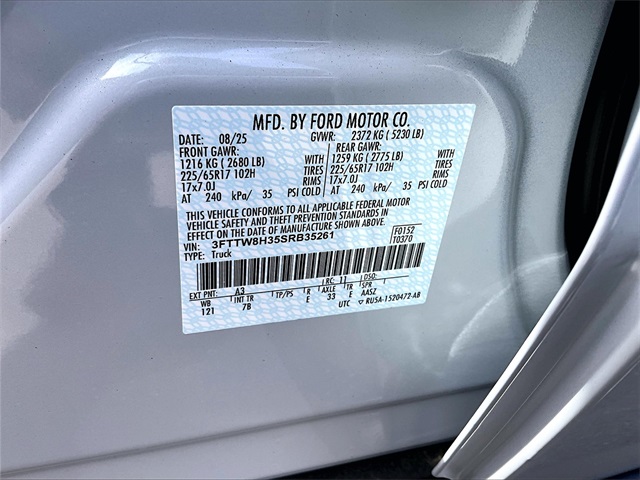 MFD. BY FORD MOTOR CO.
DATE: 08/25 GVWR: 2372 KG ( 5230 LB)
FRONT GAWR: REAR GAWR:
1216 KG ( 2680 LB) WITH 1259 KG ( 2775 LB) WITH
225/65R17 102H TIRES 225/65R17 102H TIRES
17x7.0J RIMS 17x7.0J RIMS
AT 240 kPa/ 35 PSI COLD AT 240 kPa/ 35 PSI COLD
THIS VEHICLE CONFORMS TO ALL APPLICABLE FEDERAL MOTOR
VEHICLE SAFETY AND THEFT PREVENTION STANDARDS IN
EFFECT ON THE DATE OF MANUFACTURE SHOWN ABOVE.
VIN: 3FTTW8H35SRB35261 F0152
TYPE: Truck T0370
EXT PNT: A3 RC: 11 DSO:
WB INT TR TP/PS R AXLE TR SPR
121 7B E 33 E AASZ
UTC ▽ RU5A-1520472-AB